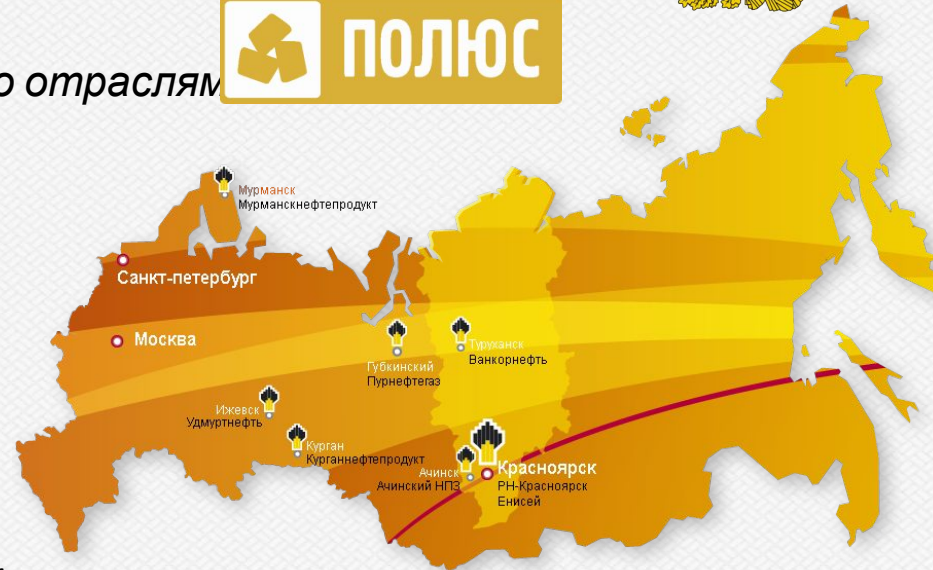 ПОЛЮС
о отраслям
Мурманск
Мурманскнефтепродукт
Санкт-петербург
Москва
Губкинский
Пурнефтегаз
Туруханск
Ванкорнефть
Ижевск
Удмуртнефть
Курган
Курганнефтепродукт
Ачинск
Ачинский НПЗ
Красноярск
РН-Красноярск
Енисей